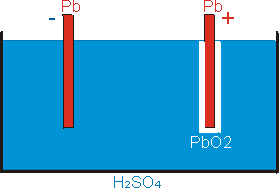 Pb Pb
- +
PbO2
H₂SO₄